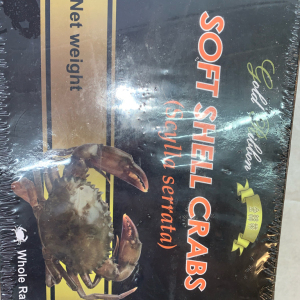 Gold Ribbon
SOFT SHELL CRABS
(Scylla serrata)
Net weight
Whole Ra